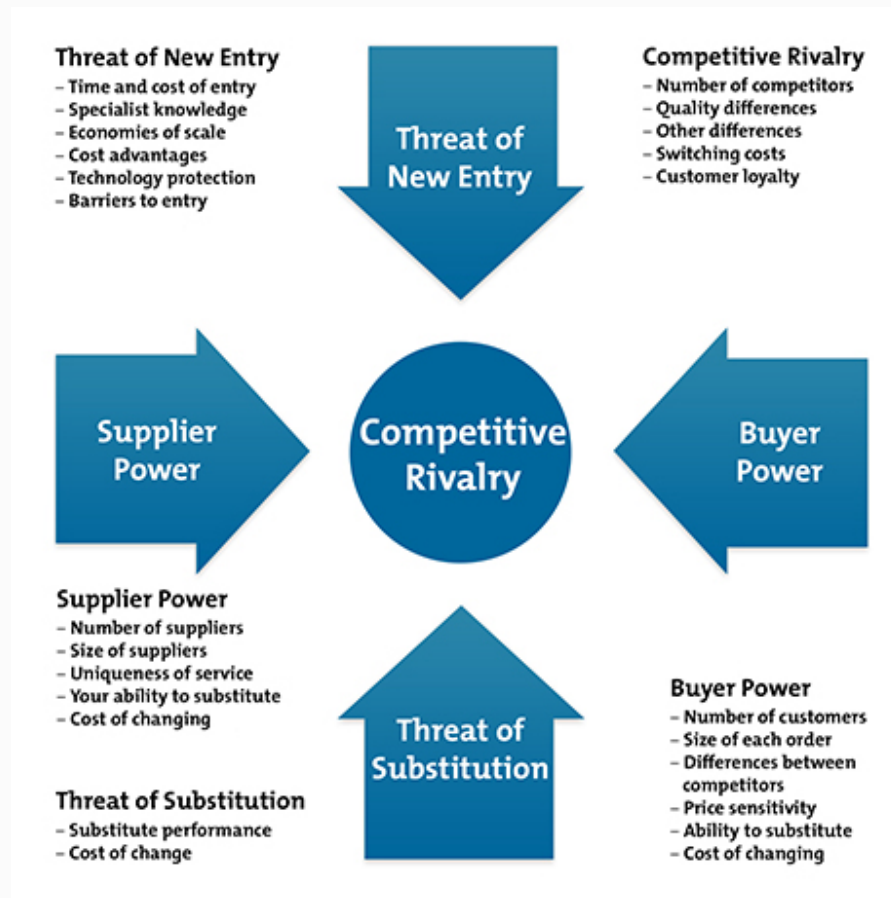 Threat of New Entry
– Time and cost of entry
– Specialist knowledge
– Economies of scale
– Cost advantages
– Technology protection
– Barriers to entry
Threat of
New Entry
Competitive Rivalry
– Number of competitors
– Quality differences
– Other differences
– Switching costs
– Customer loyalty
Supplier
Power
Competitive
Rivalry
Buyer
Power
Supplier Power
– Number of suppliers
– Size of suppliers
– Uniqueness of service
– Your ability to substitute
– Cost of changing
Threat of Substitution
– Substitute performance
– Cost of change
Threat of
Substitution
Buyer Power
– Number of customers
– Size of each order
– Differences between
competitors
– Price sensitivity
– Ability to substitute
– Cost of changing